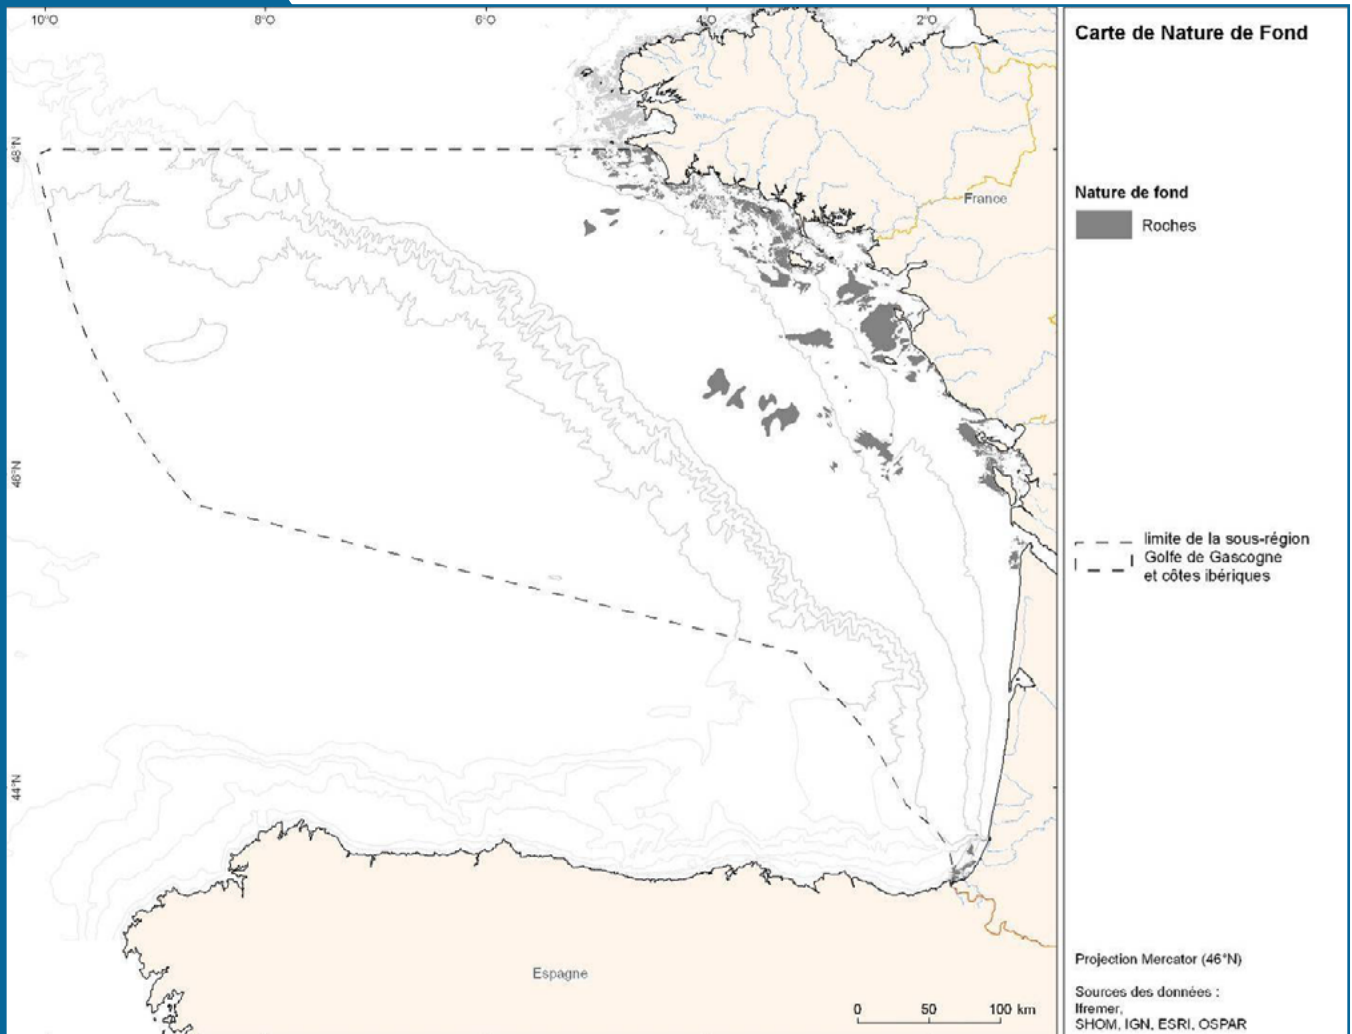 10°O 8°O 6°O 4°O 2°O
Carte de Nature de Fond
48°N
Nature de fond
France
Roches
46°N
limite de la sous-région
Golfe de Gascogne
et côtes ibériques
44°N
Projection Mercator (46°N)
Espagne
Sources des données :
Ifremer,
0 50 100 km
SHOM, IGN, ESRI, OSPAR